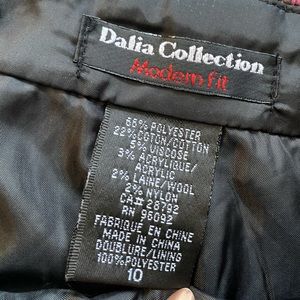 Dalia Collection
Modern Fit
66% POLYESTER
22%COTON/COTTON
5% VISCOSE
3% ACRYLIQUE/
ACRYLIC
2% LAINE/WOOL
2% NYLON
CA# 28792
RN 96092
FABRIQUE EN CHINE
MADE IN CHINA
DOUBLURE/LINING
100%POLYESTER
10